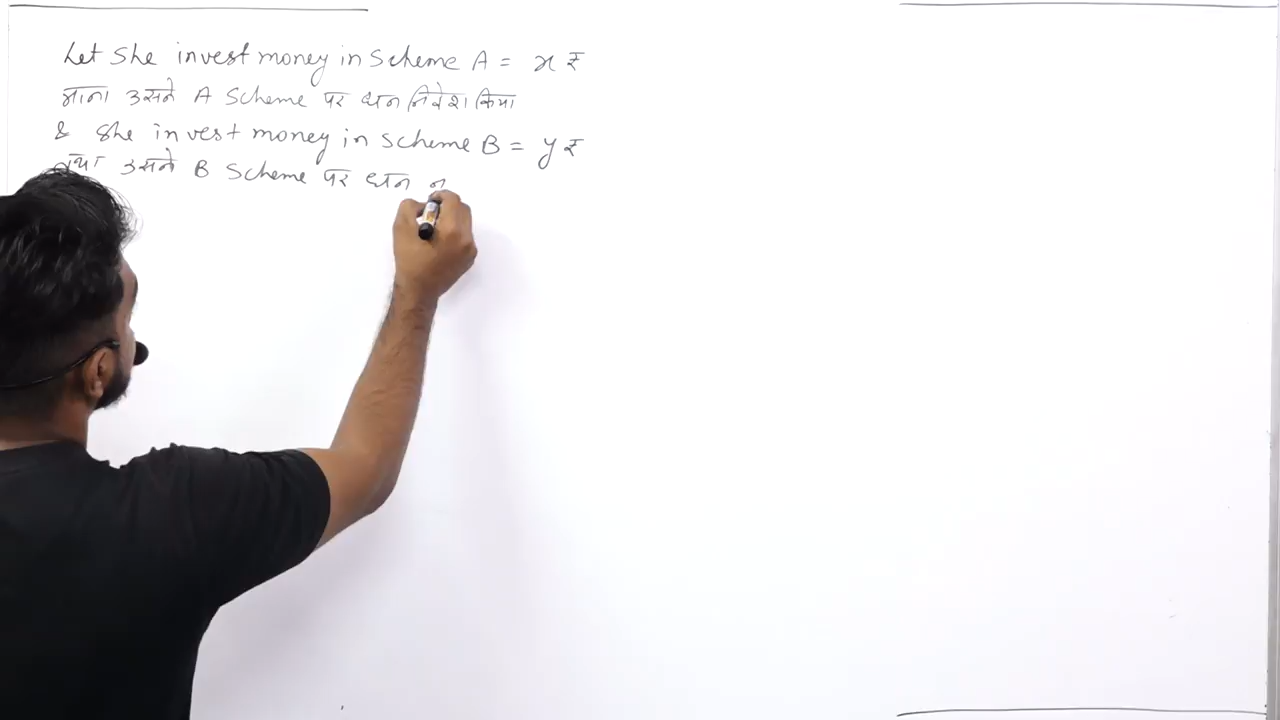 Let She invest money in Scheme A = x ₹
माना उसने A Scheme पर धन निवेश किया
& She invest money in Scheme B = y ₹
तथा उसने B Scheme पर धन न